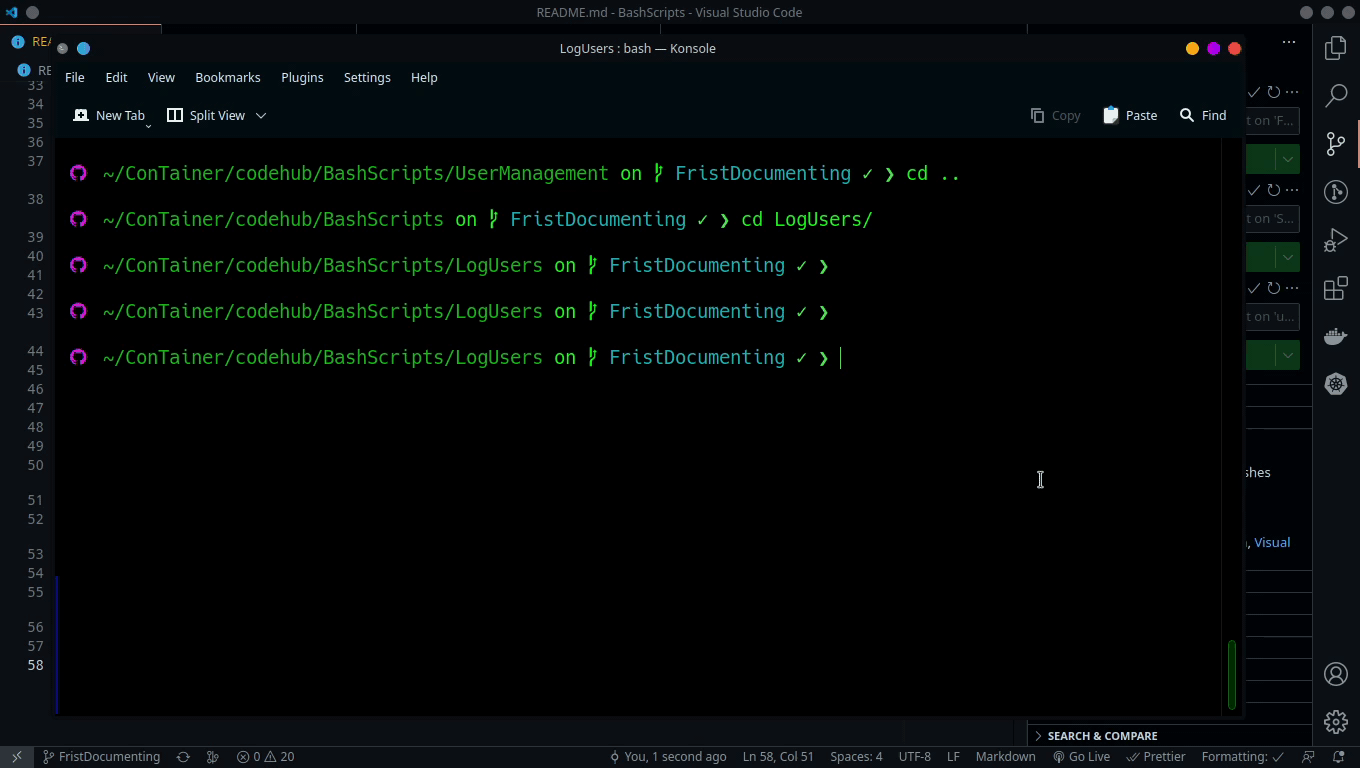 README.md - BashScripts - Visual Studio Code
REA
LogUsers : bash — Konsole
RE
File Edit View Bookmarks Plugins Settings Help
New Tab Split View Copy Paste Find
33
34
35
36
37
38
39
40
41
42
43
44
45
46
47
48
49
50
51
52
53
54
55
56
57
58
~/ConTainer/codehub/BashScripts/UserManagement on FristDocumenting ✓ ❯ cd ..
~/ConTainer/codehub/BashScripts on FristDocumenting ✓ ❯ cd LogUsers/
~/ConTainer/codehub/BashScripts/LogUsers on FristDocumenting ✓ ❯
~/ConTainer/codehub/BashScripts/LogUsers on FristDocumenting ✓ ❯
~/ConTainer/codehub/BashScripts/LogUsers on FristDocumenting ✓ ❯
t on 'F...
t on 'S...
t on 'u...
shes
, Visual
SEARCH & COMPARE
FristDocumenting 0 20 You, 1 second ago Ln 58, Col 51 Spaces: 4 UTF-8 LF Markdown Go Live Prettier Formatting: ✓